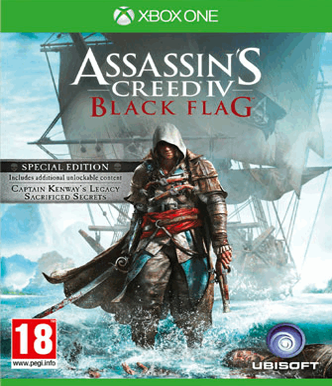 XBOX ONE
ASSASSIN'S
CREED IV
BLACK FLAG
SPECIAL EDITION
Includes additional unlockable content
CAPTAIN KENWAY'S LEGACY
SACRIFICED SECRETS
18
www.pegi.info
UBISOFT